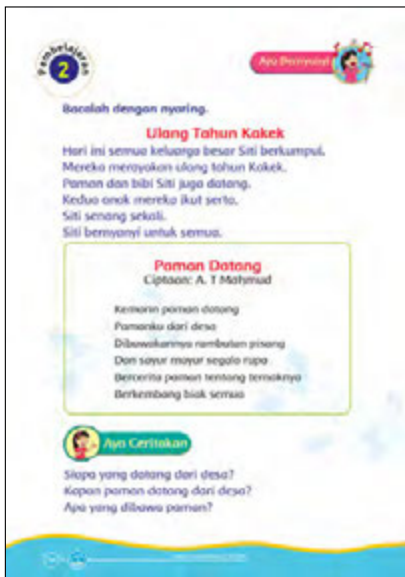 Pembelajaran
2
Ayo Bernyanyi
Bacalah dengan nyaring.
Ulang Tahun Kakek
Hari ini semua keluarga besar Siti berkumpul.
Mereka merayakan ulang tahun Kakek.
Paman dan bibi Siti juga datang.
Kedua anak mereka ikut serta.
Siti senang sekali.
Siti bernyanyi untuk semua.
Paman Datang
Ciptaan: A. T Mahmud
Kemarin paman datang
Pamanku dari desa
Dibawakannya rambutan pisang
Dan sayur mayur segala rupa
Bercerita paman tentang ternaknya
Berkembang biak semua
Ayo Ceritakan
Siapa yang datang dari desa?
Kapan paman datang dari desa?
Apa yang dibawa paman?